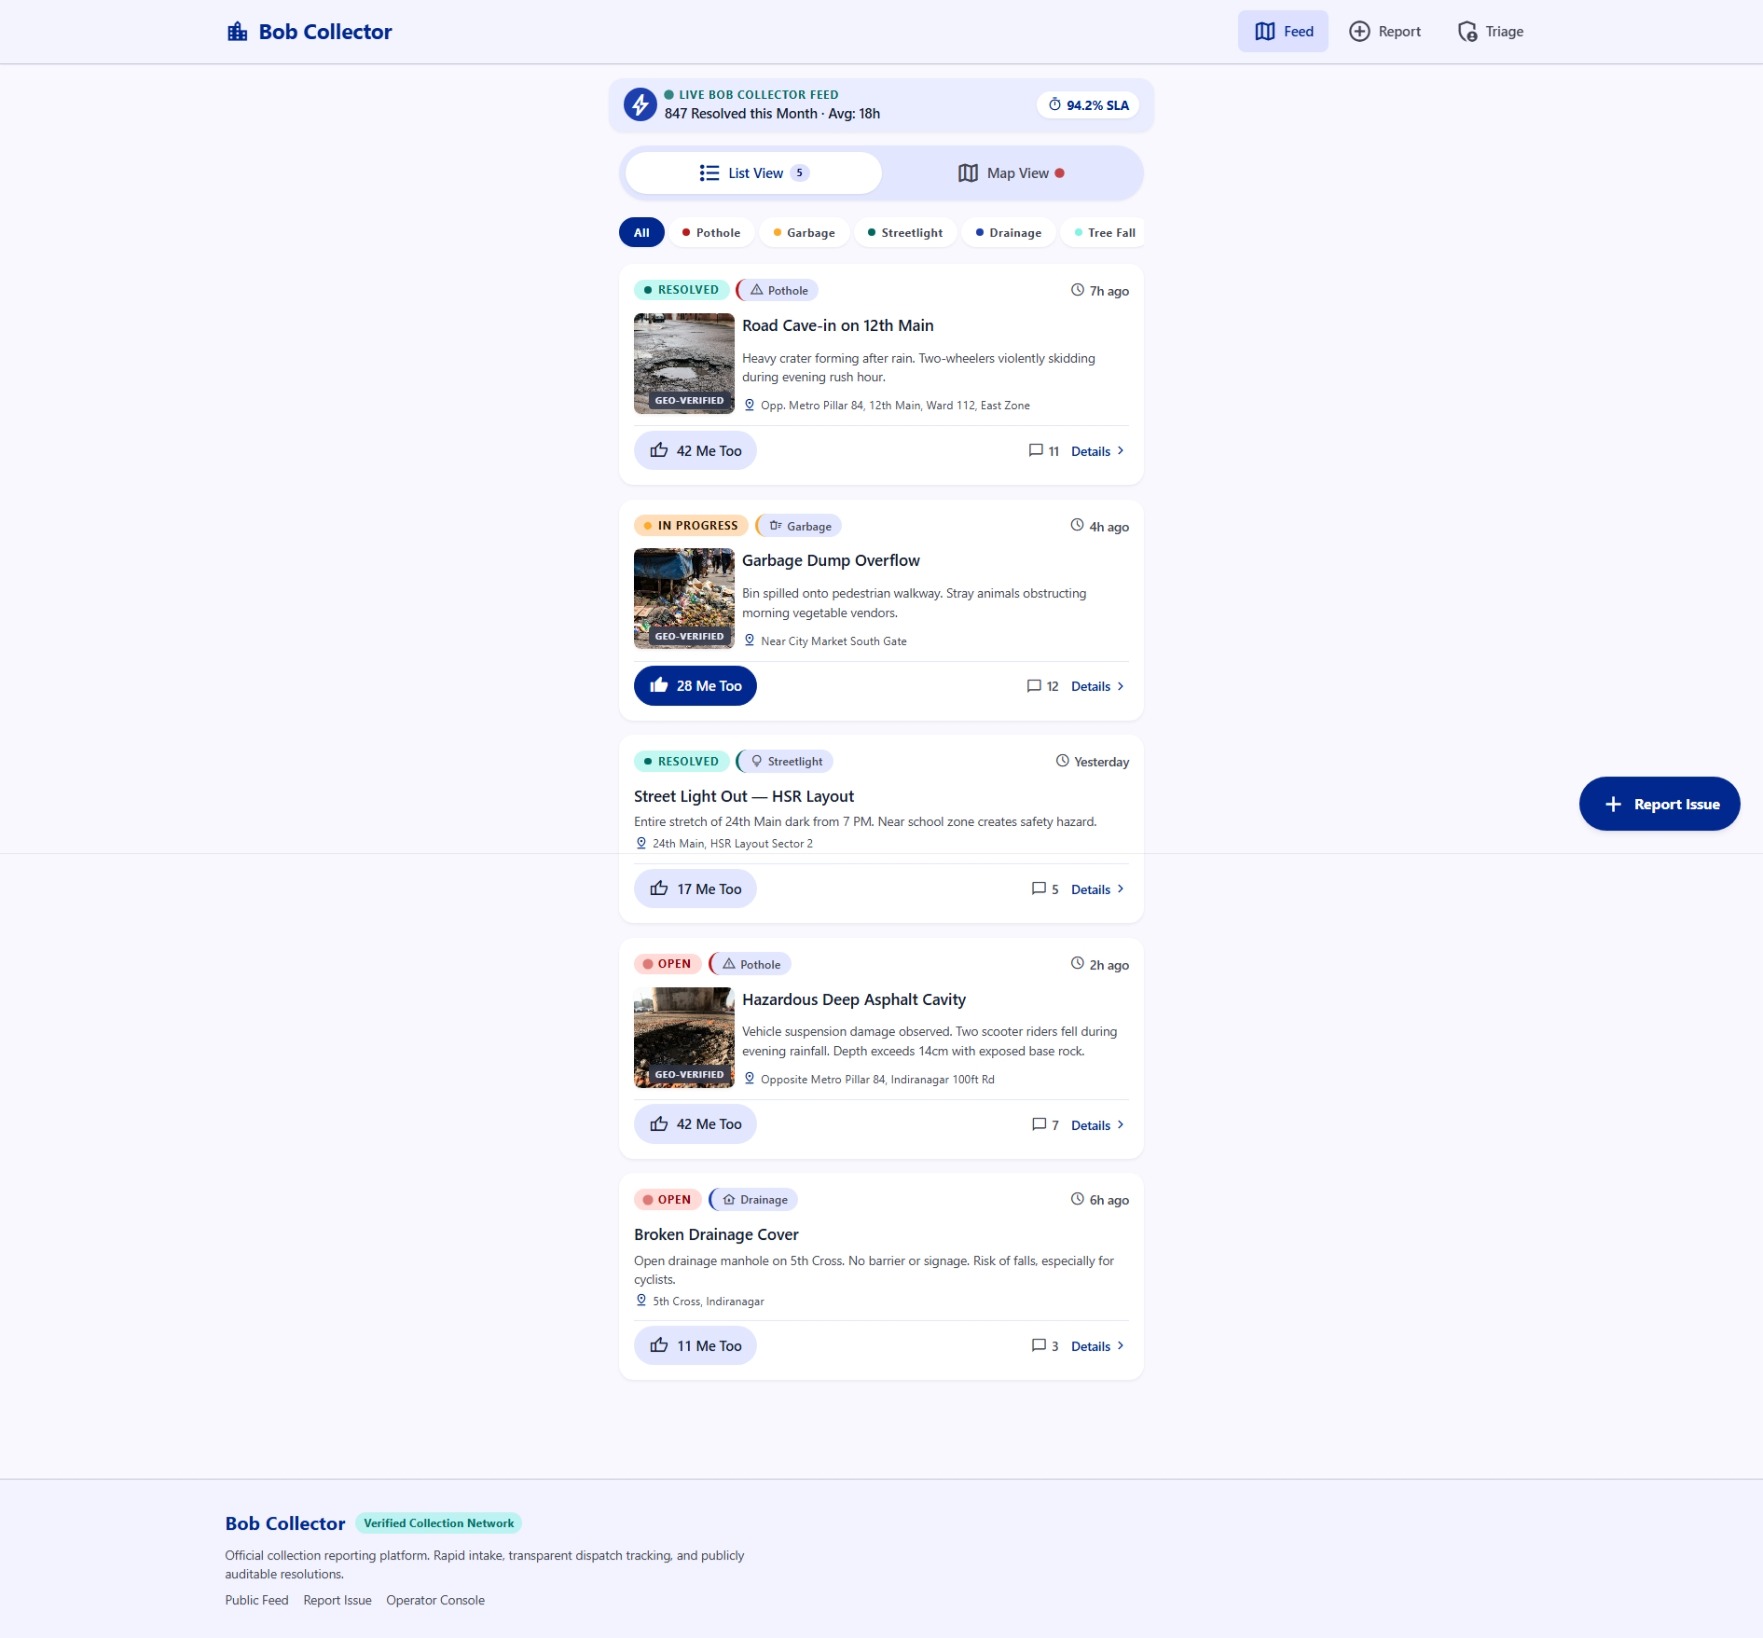 Bob Collector
Feed
Report
Triage
LIVE BOB COLLECTOR FEED
847 Resolved this Month · Avg: 18h
94.2% SLA
List View 5
Map View
All
Pothole
Garbage
Streetlight
Drainage
Tree Fall
RESOLVED
Pothole
7h ago
GEO-VERIFIED
Road Cave-in on 12th Main
Heavy crater forming after rain. Two-wheelers violently skidding
during evening rush hour.
Opp. Metro Pillar 84, 12th Main, Ward 112, East Zone
42 Me Too
11
Details
IN PROGRESS
Garbage
4h ago
GEO-VERIFIED
Garbage Dump Overflow
Bin spilled onto pedestrian walkway. Stray animals obstructing
morning vegetable vendors.
Near City Market South Gate
28 Me Too
12
Details
RESOLVED
Streetlight
Yesterday
Street Light Out — HSR Layout
Entire stretch of 24th Main dark from 7 PM. Near school zone creates safety hazard.
24th Main, HSR Layout Sector 2
17 Me Too
5
Details
Report Issue
OPEN
Pothole
2h ago
GEO-VERIFIED
Hazardous Deep Asphalt Cavity
Vehicle suspension damage observed. Two scooter riders fell during
evening rainfall. Depth exceeds 14cm with exposed base rock.
Opposite Metro Pillar 84, Indiranagar 100ft Rd
42 Me Too
7
Details
OPEN
Drainage
6h ago
Broken Drainage Cover
Open drainage manhole on 5th Cross. No barrier or signage. Risk of falls, especially for
cyclists.
5th Cross, Indiranagar
11 Me Too
3
Details
Bob Collector
Verified Collection Network
Official collection reporting platform. Rapid intake, transparent dispatch tracking, and publicly
auditable resolutions.
Public Feed
Report Issue
Operator Console